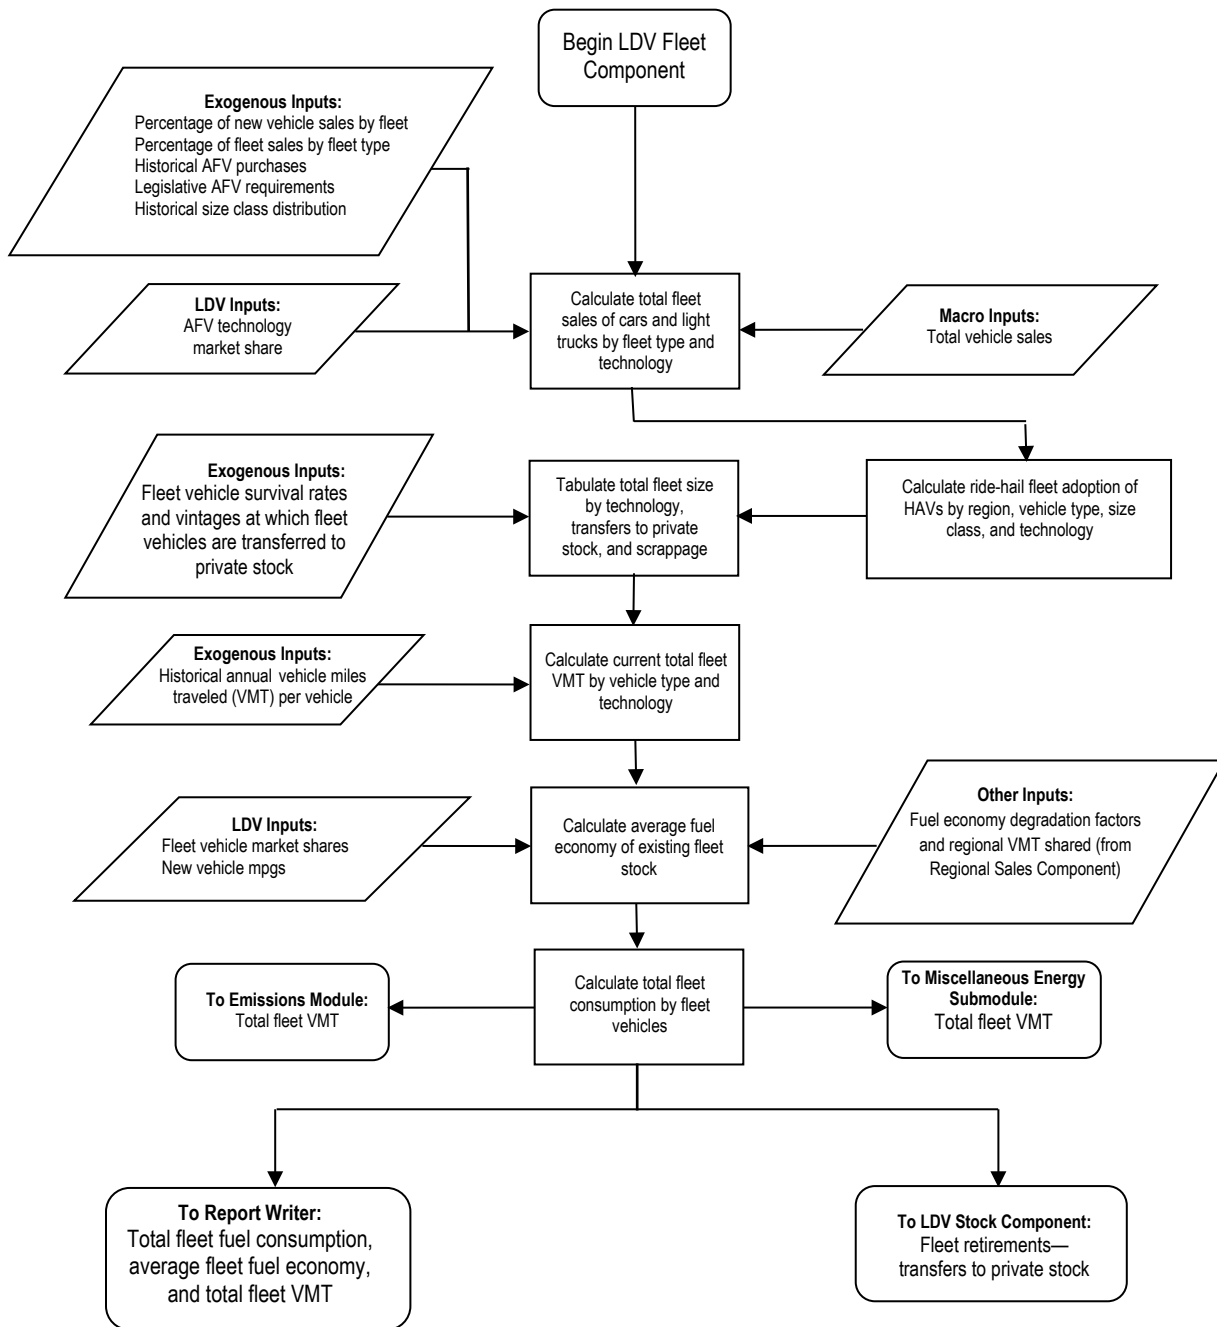 Begin LDV Fleet
Component
Exogenous Inputs:
Percentage of new vehicle sales by fleet
Percentage of fleet sales by fleet type
Historical AFV purchases
Legislative AFV requirements
Historical size class distribution
LDV Inputs:
AFV technology
market share
Calculate total fleet
sales of cars and light
trucks by fleet type and
technology
Macro Inputs:
Total vehicle sales
Exogenous Inputs:
Fleet vehicle survival rates
and vintages at which fleet
vehicles are transferred to
private stock
Tabulate total fleet size
by technology,
transfers to private
stock, and scrappage
Calculate ride-hail fleet adoption of
HAVs by region, vehicle type, size
class, and technology
Exogenous Inputs:
Historical annual vehicle miles
traveled (VMT) per vehicle
Calculate current total fleet
VMT by vehicle type and
technology
LDV Inputs:
Fleet vehicle market shares
New vehicle mpgs
Calculate average fuel
economy of existing fleet
stock
Other Inputs:
Fuel economy degradation factors
and regional VMT shared (from
Regional Sales Component)
To Emissions Module:
Total fleet VMT
Calculate total fleet
consumption by fleet
vehicles
To Miscellaneous Energy
Submodule:
Total fleet VMT
To Report Writer:
Total fleet fuel consumption,
average fleet fuel economy,
and total fleet VMT
To LDV Stock Component:
Fleet retirements—
transfers to private stock